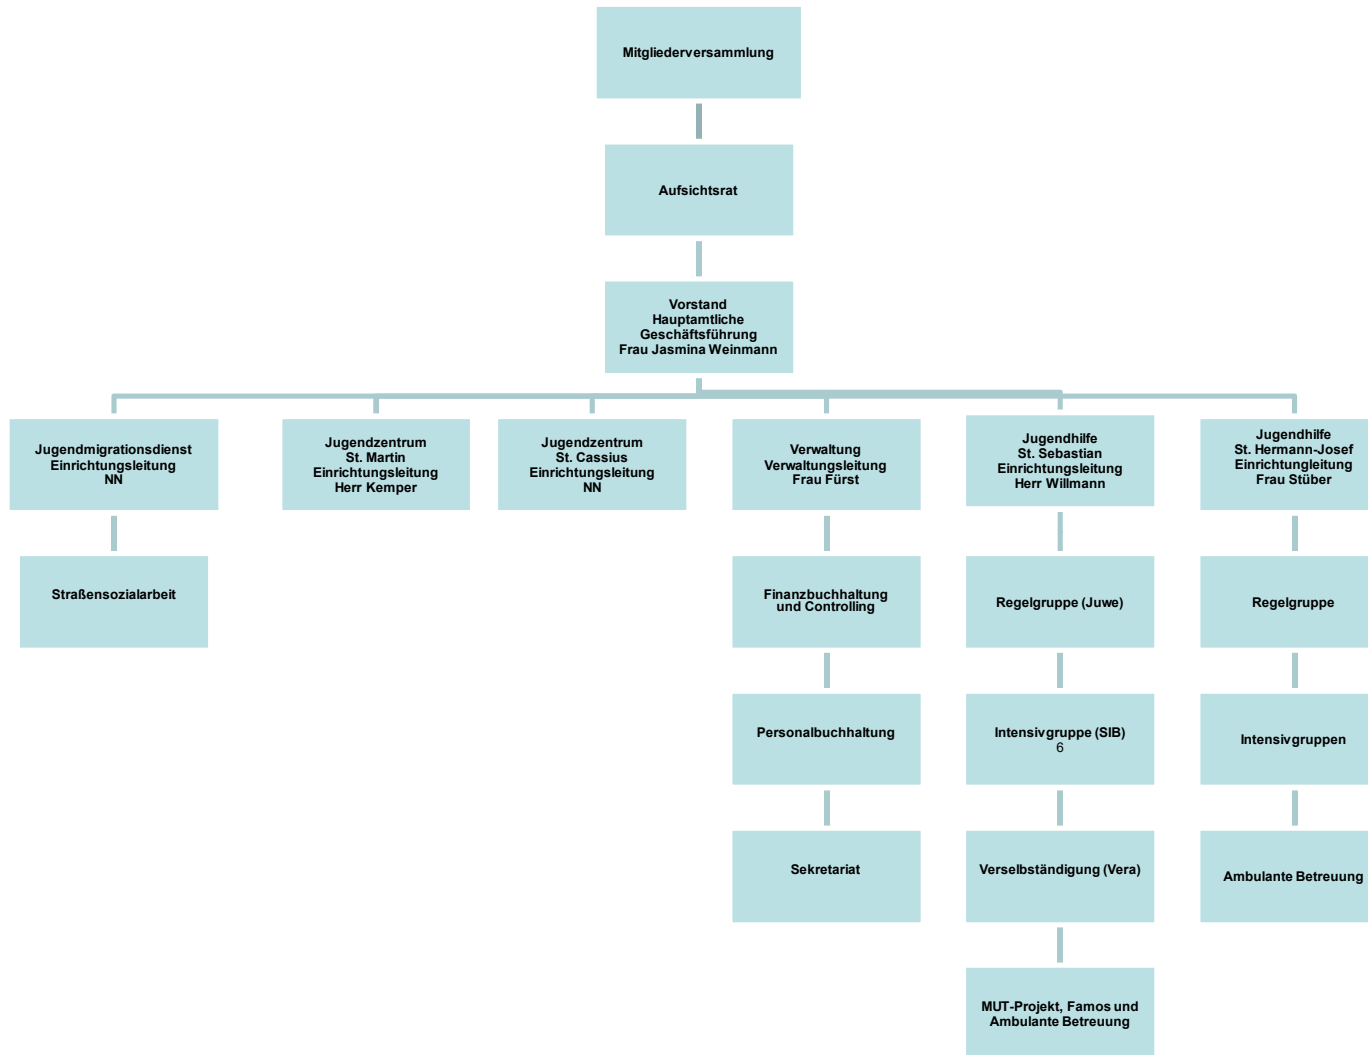 Mitgliederversammlung
Aufsichtsrat
Vorstand
Hauptamtliche
Geschäftsführung
Frau Jasmina Weinmann
Jugendmigrationsdienst
Einrichtungsleitung
NN
Jugendzentrum
St. Martin
Einrichtungsleitung
Herr Kemper
Jugendzentrum
St. Cassius
Einrichtungsleitung
NN
Verwaltung
Verwaltungsleitung
Frau Fürst
Jugendhilfe
St. Sebastian
Einrichtungsleitung
Herr Willmann
Jugendhilfe
St. Hermann-Josef
Einrichtungleitung
Frau Stüber
Straßensozialarbeit
Finanzbuchhaltung
und Controlling
Regelgruppe (Juwe)
Regelgruppe
Personalbuchhaltung
Intensivgruppe (SIB)
6
Intensivgruppen
Sekretariat
Verselbständigung (Vera)
Ambulante Betreuung
MUT-Projekt, Famos und
Ambulante Betreuung